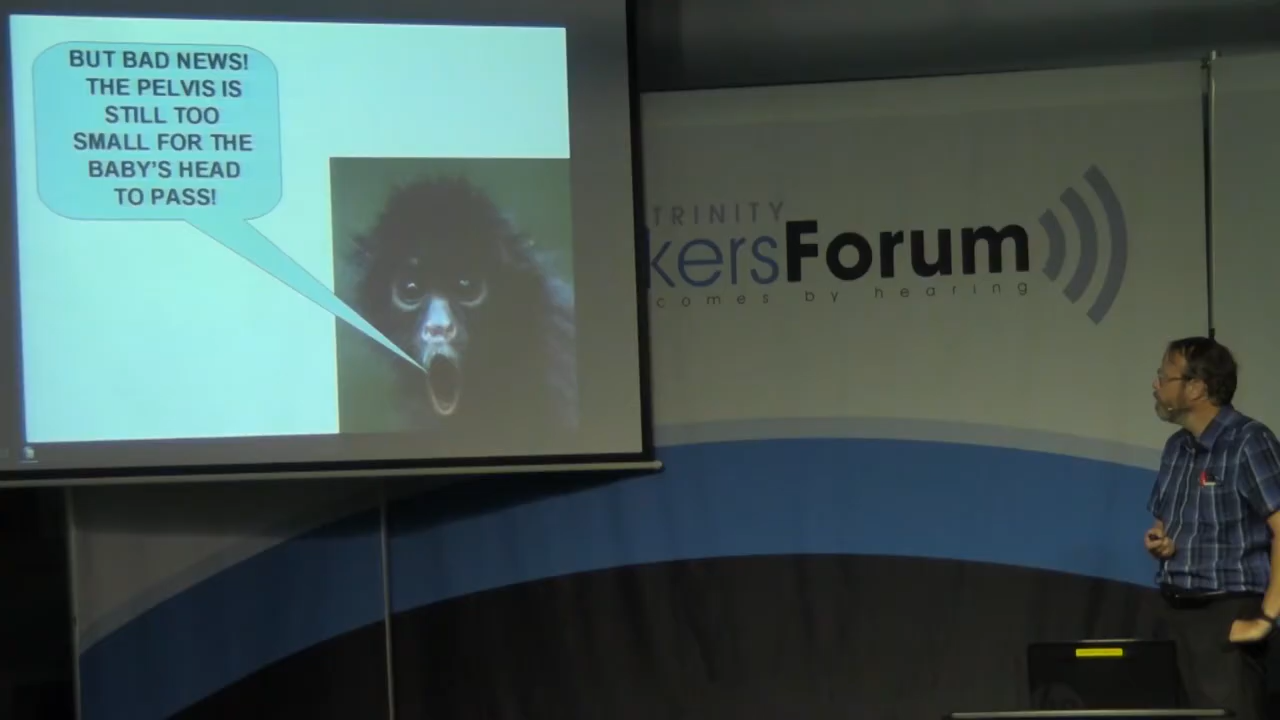 BUT BAD NEWS!
THE PELVIS IS
STILL TOO
SMALL FOR THE
BABY'S HEAD
TO PASS!
TRINITY
kersForum
comes by hearing